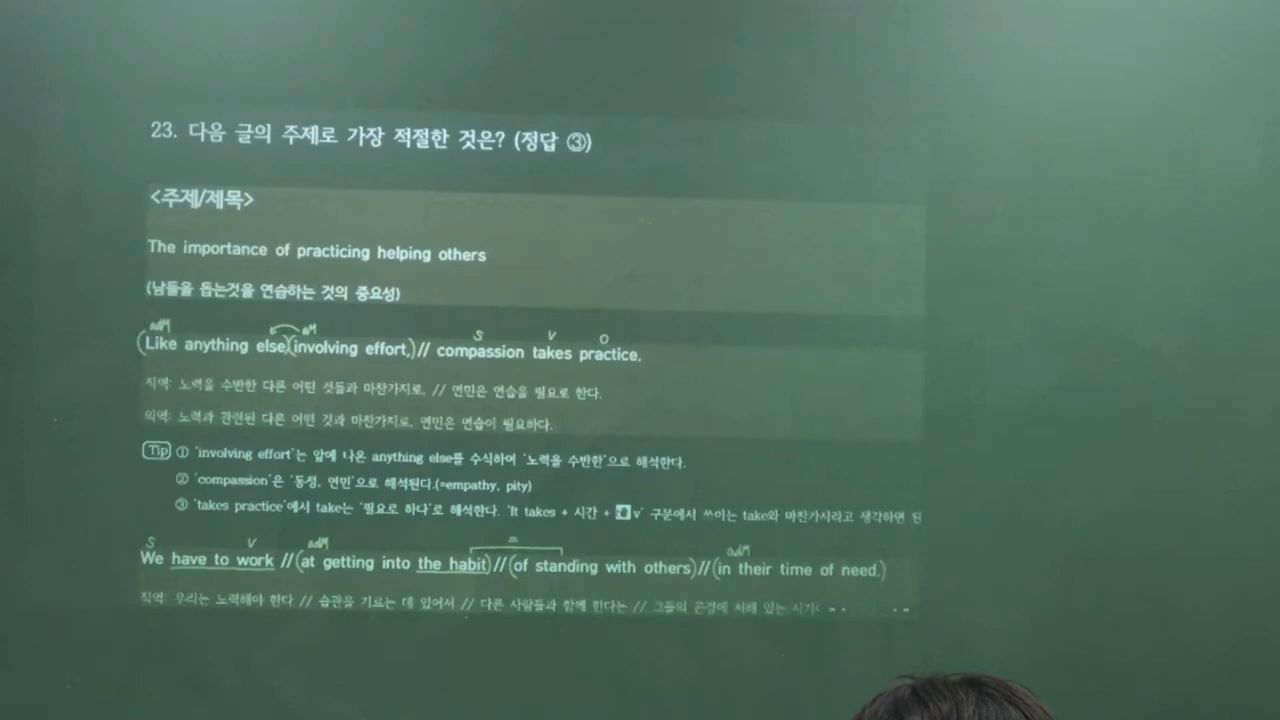 23. 다음 글의 주제로 가장 적절한 것은? (정답 ③)
<주제/제목>
The importance of practicing helping others
(남들을 돕는것을 연습하는 것의 중요성)
adM aM S V O
(Like anything else)(involving effort,) // compassion takes practice.
직역: 노력을 수반한 다른 어떤 것들과 마찬가지로, // 연민은 연습을 필요로 한다.
의역: 노력과 관련된 다른 어떤 것과 마찬가지로, 연민은 연습이 필요하다.
Tip ① 'involving effort'는 앞에 나온 anything else를 수식하여 '노력을 수반한'으로 해석한다.
② 'compassion'은 '동정, 연민'으로 해석된다.(=empathy, pity)
③ 'takes practice'에서 take는 '필요로 하다'로 해석한다. 'It takes + 시간 + v' 구문에서 쓰이는 take와 마찬가지라고 생각하면 된
S V adM = adM
We have to work //(at getting into the habit)//(of standing with others)//(in their time of need.)
직역: 우리는 노력해야 한다 // 습관을 기르는 데 있어서 // 다른 사람들과 함께 한다는 // 그들의 곤경에 처해 있는